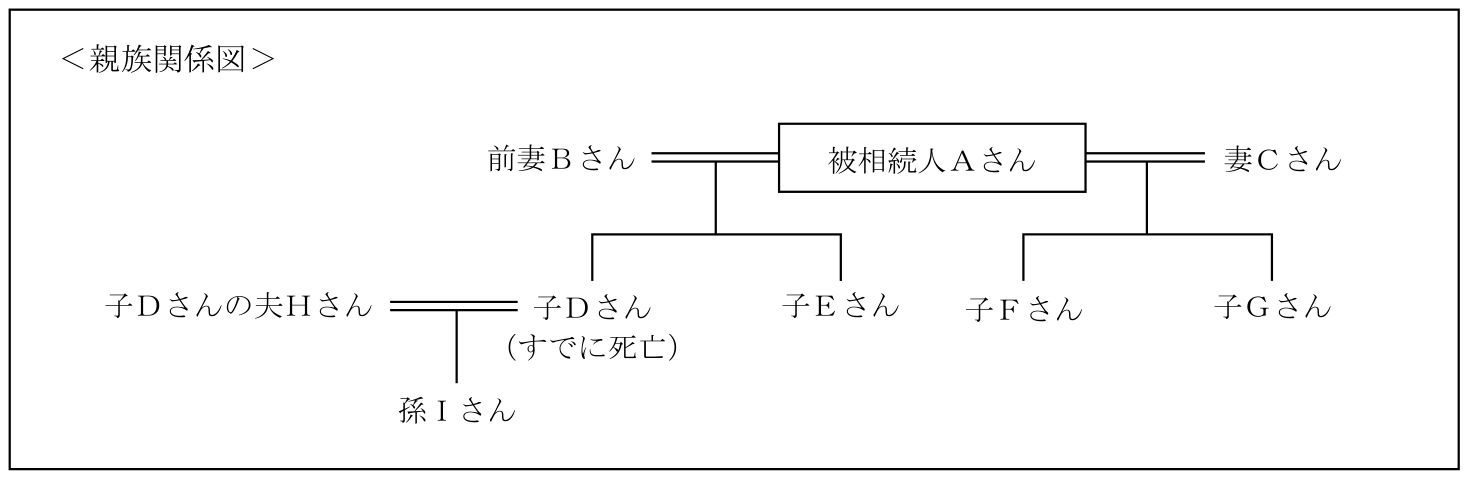 ＜親族関係図＞
前妻Ｂさん
被相続人Ａさん
妻Ｃさん
子Ｄさんの夫Ｈさん
子Ｄさん
（すでに死亡）
子Ｅさん
子Ｆさん
子Ｇさん
孫Ｉさん